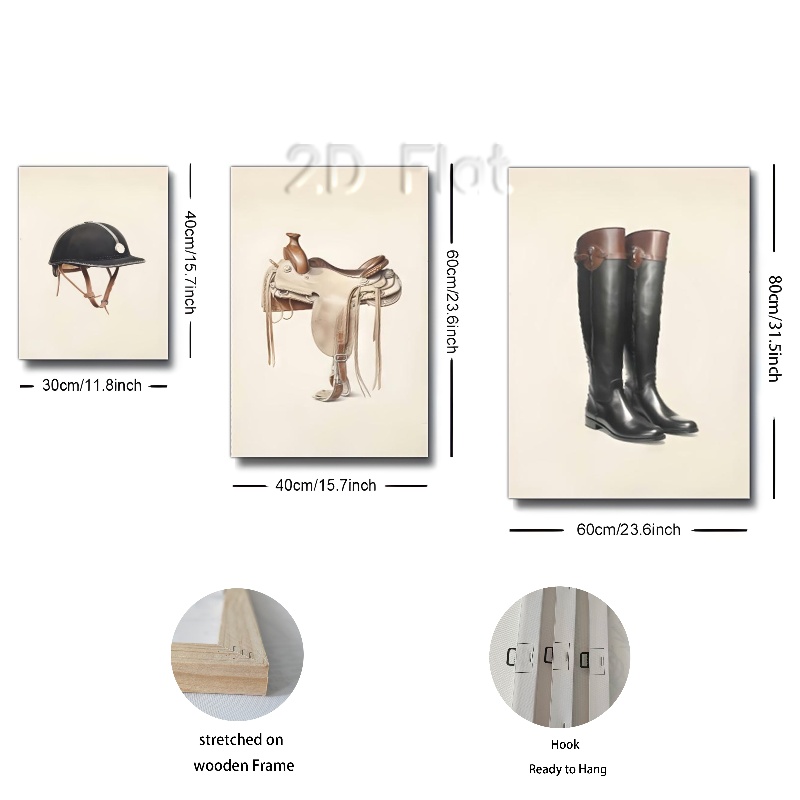 2.D Flat
40cm/15.7inch
30cm/11.8inch
60cm/23.6inch
40cm/15.7inch
80cm/31.5inch
60cm/23.6inch
stretched on
wooden Frame
Hook
Ready to Hang